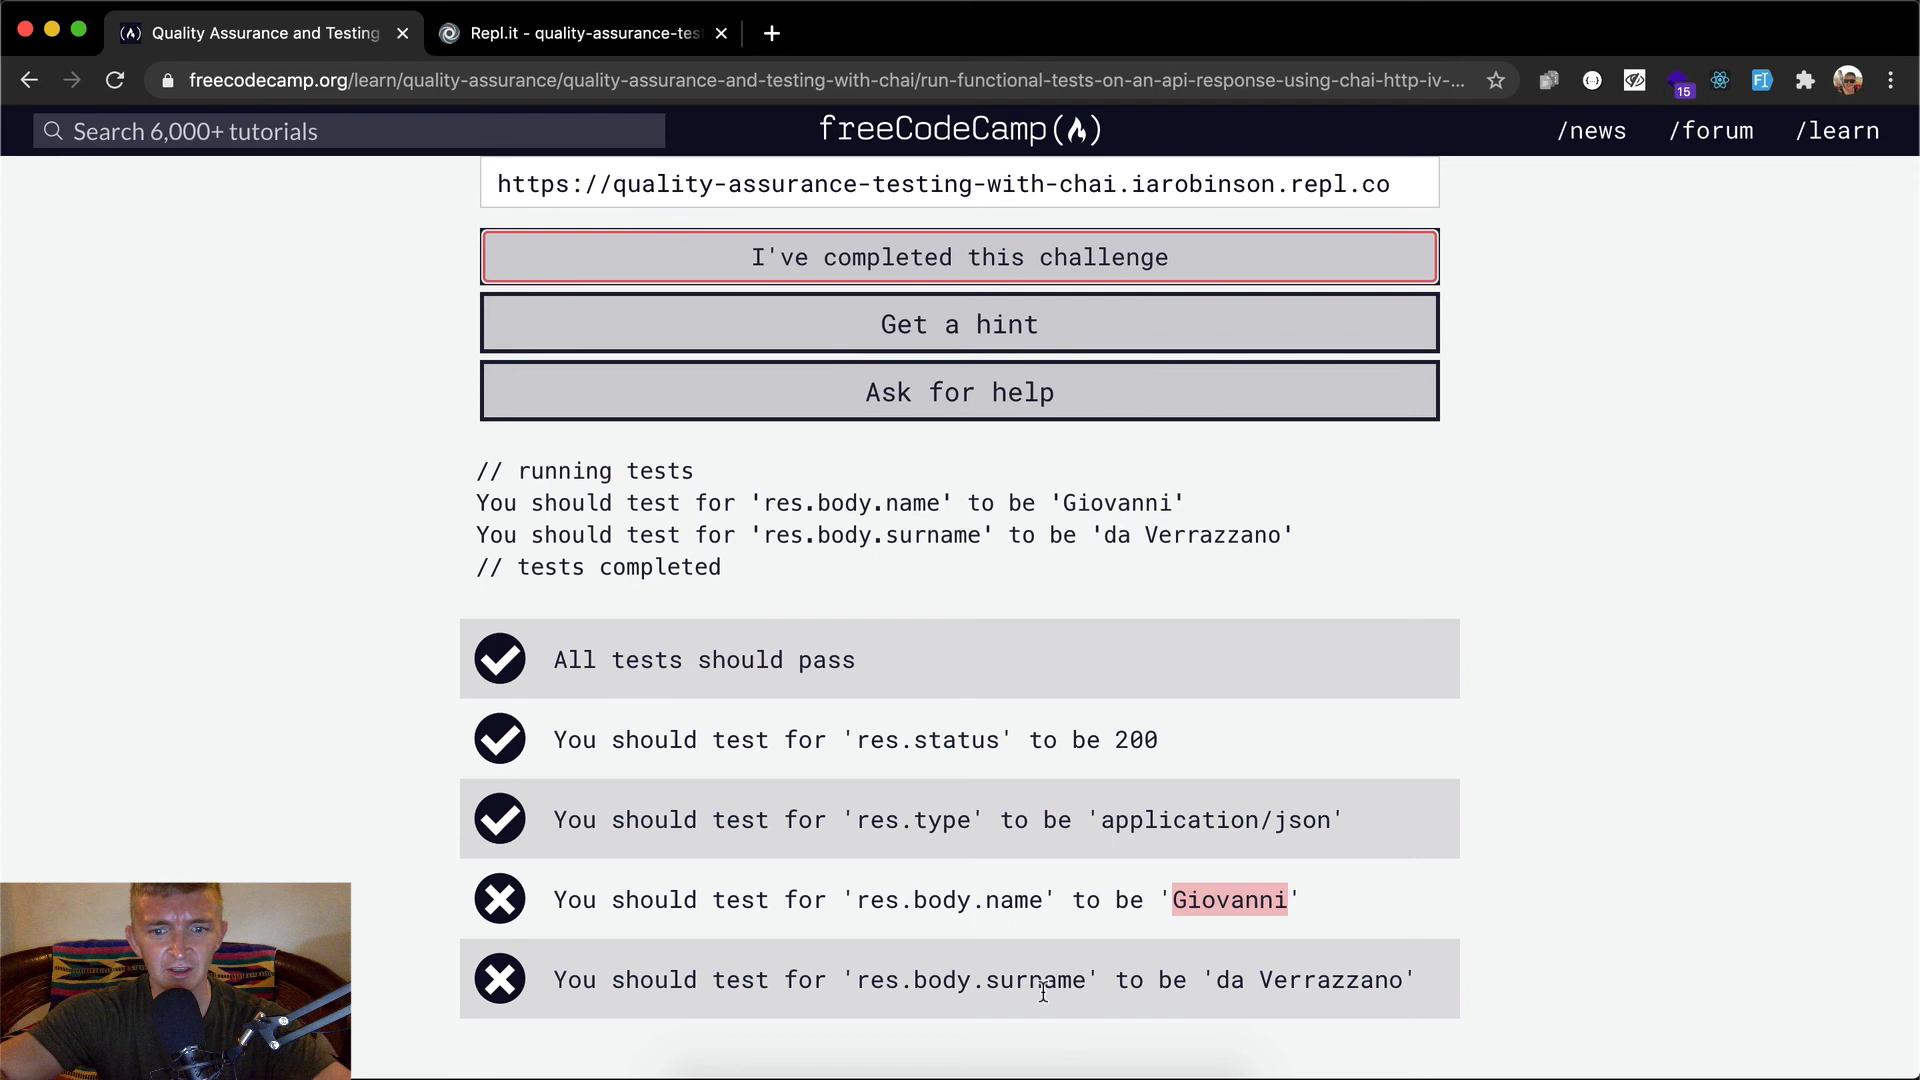 Quality Assurance and Testing
Repl.it - quality-assurance-tes
freecodecamp.org/learn/quality-assurance/quality-assurance-and-testing-with-chai/run-functional-tests-on-an-api-response-using-chai-http-iv-...
15
Search 6,000+ tutorials
freeCodeCamp
/news
/forum
/learn
https://quality-assurance-testing-with-chai.iarobinson.repl.co
I've completed this challenge
Get a hint
Ask for help
// running tests
You should test for 'res.body.name' to be 'Giovanni'
You should test for 'res.body.surname' to be 'da Verrazzano'
// tests completed
All tests should pass
You should test for 'res.status' to be 200
You should test for 'res.type' to be 'application/json'
You should test for 'res.body.name' to be 'Giovanni'
You should test for 'res.body.surname' to be 'da Verrazzano'